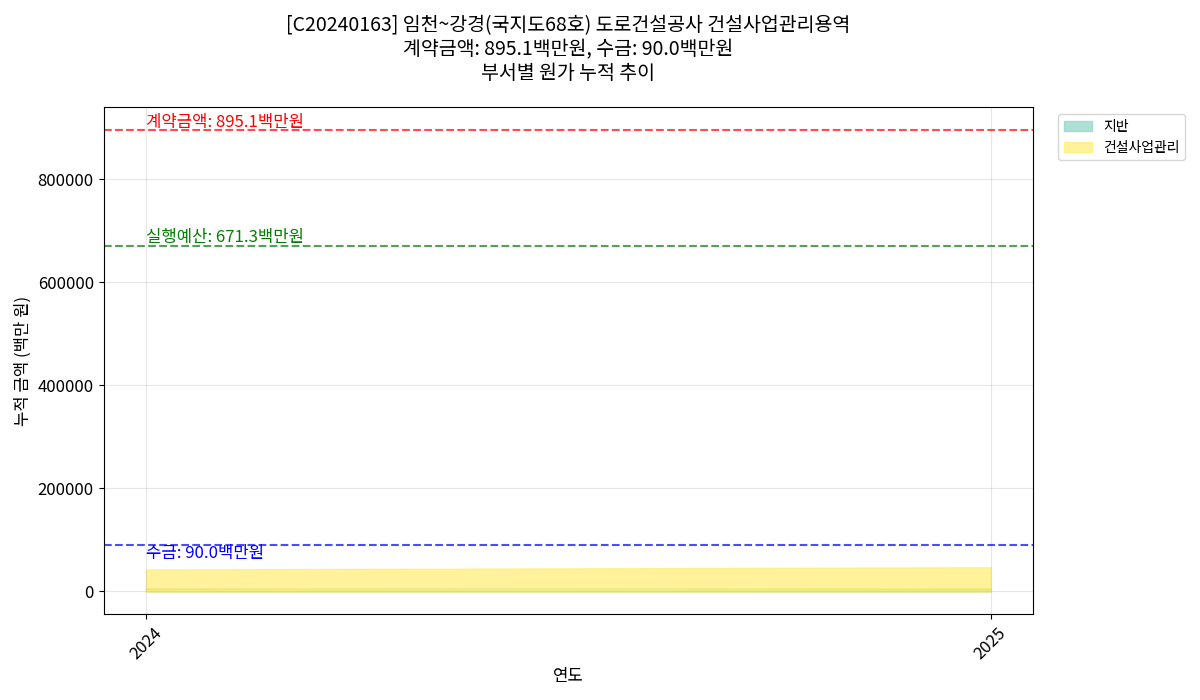 [C20240163] 임천~강경(국지도68호) 도로건설공사 건설사업관리용역
계약금액: 895.1백만원, 수금: 90.0백만원
부서별 원가 누적 추이
계약금액: 895.1백만원
지반
건설사업관리
800000
실행예산: 671.3백만원
600000
누적 금액 (백만 원)
400000
200000
수금: 90.0백만원
0
2024
2025
연도